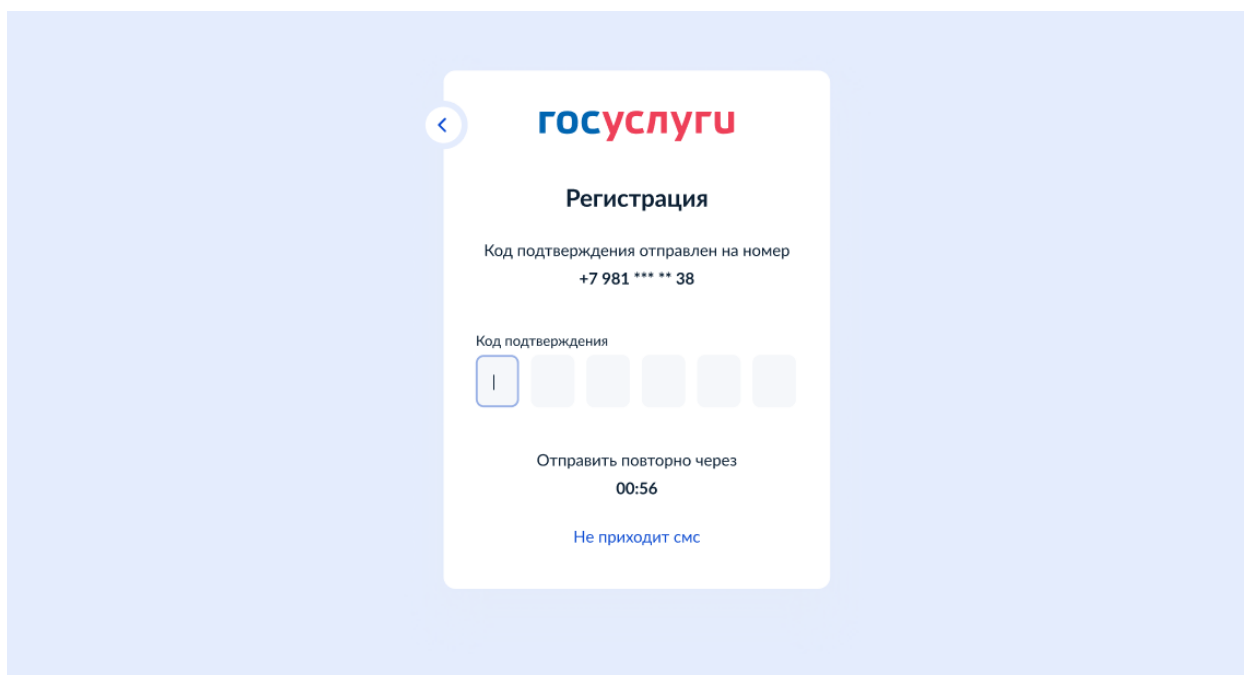 госуслуги
Регистрация
Код подтверждения отправлен на номер
+7 981 *** ** 38
Код подтверждения
Отправить повторно через
00:56
Не приходит смс